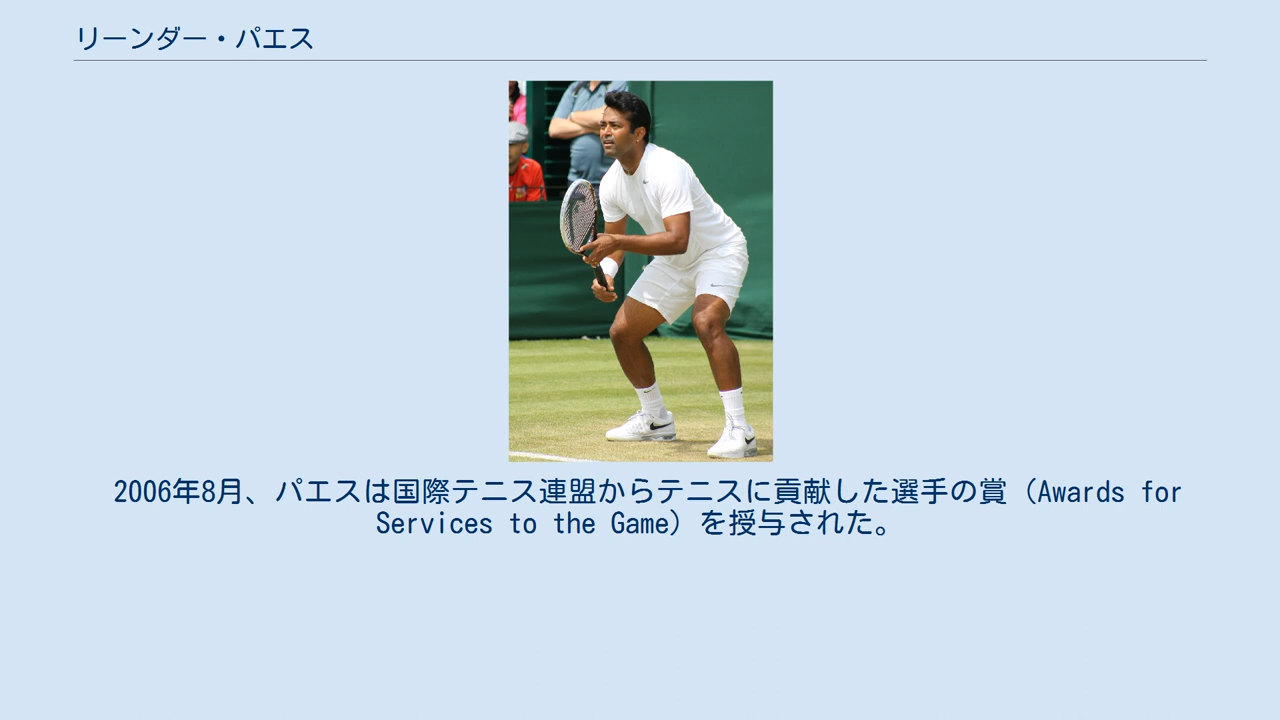 リーンダー・パエス
2006年8月、パエスは国際テニス連盟からテニスに貢献した選手の賞（Awards for
Services to the Game）を授与された。